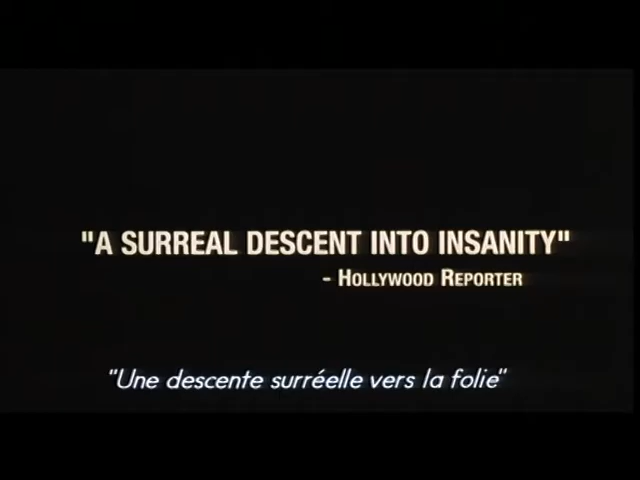 "A SURREAL DESCENT INTO INSANITY"
- HOLLYWOOD REPORTER
"Une descente surréelle vers la folie"